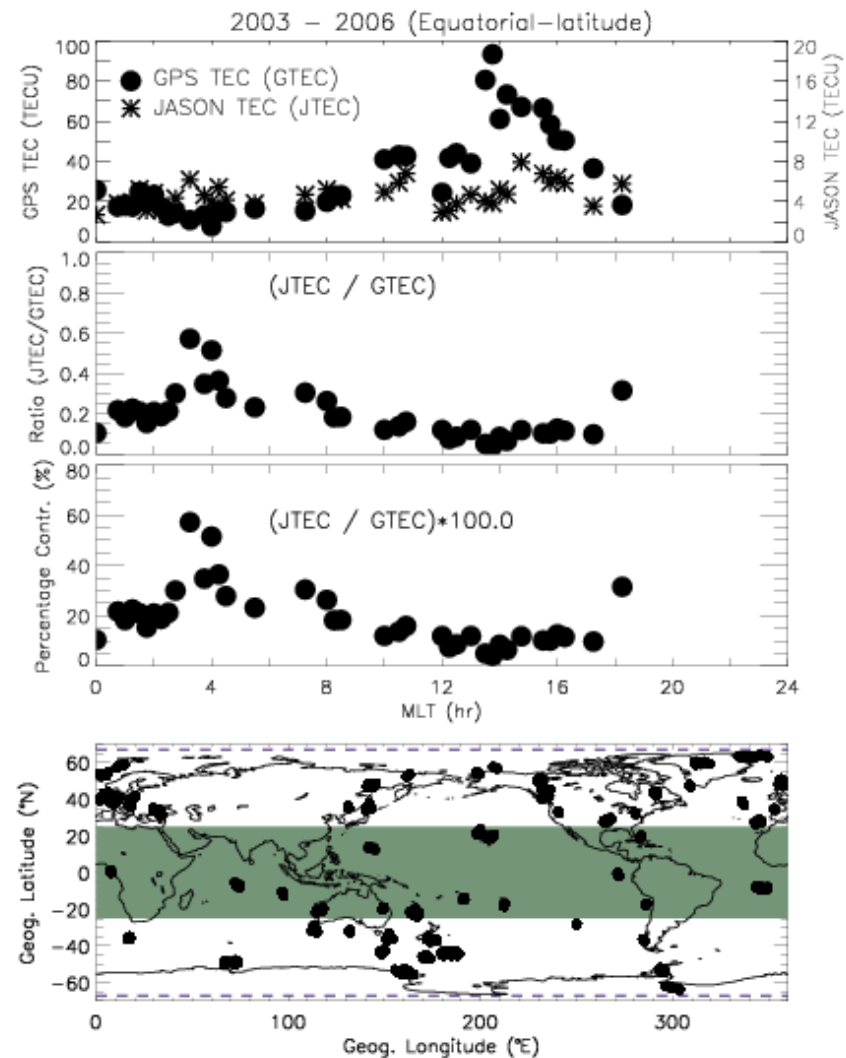 2003 – 2006 (Equatorial–latitude)
100
80
60
40
20
0
GPS TEC (TECU)
GPS TEC (GTEC)
JASON TEC (JTEC)
20
16
12
8
4
0
JASON TEC (TECU)
1.0
0.8
0.6
0.4
0.2
0.0
Ratio (JTEC/GTEC)
(JTEC / GTEC)
80
60
40
20
0
Percentage Contr. (%)
(JTEC / GTEC)*100.0
0 4 8 12 16 20 24
MLT (hr)
60
40
20
0
−20
−40
−60
Geog. Latitude (°N)
0 100 200 300
Geog. Longitude (°E)